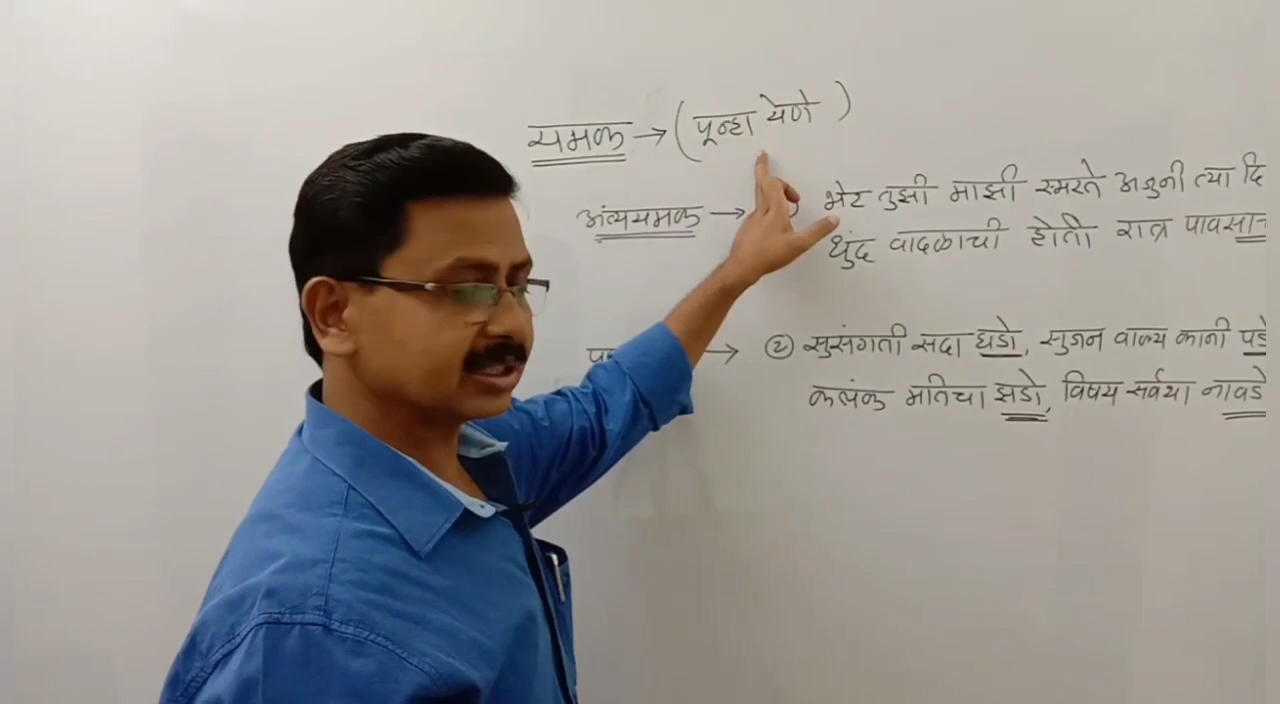 यमक → (पून्हा येणे)
अंत्ययमक → भेट तुझी माझी स्मरते अजुनी त्या दि
धुंद वादळाची होती रात्र पावसा
→ ② सुसंगती सदा घडो, सुजन वाक्य कानी पडे
कलंक मतिचा झडो, विषय सर्वथा नावडे